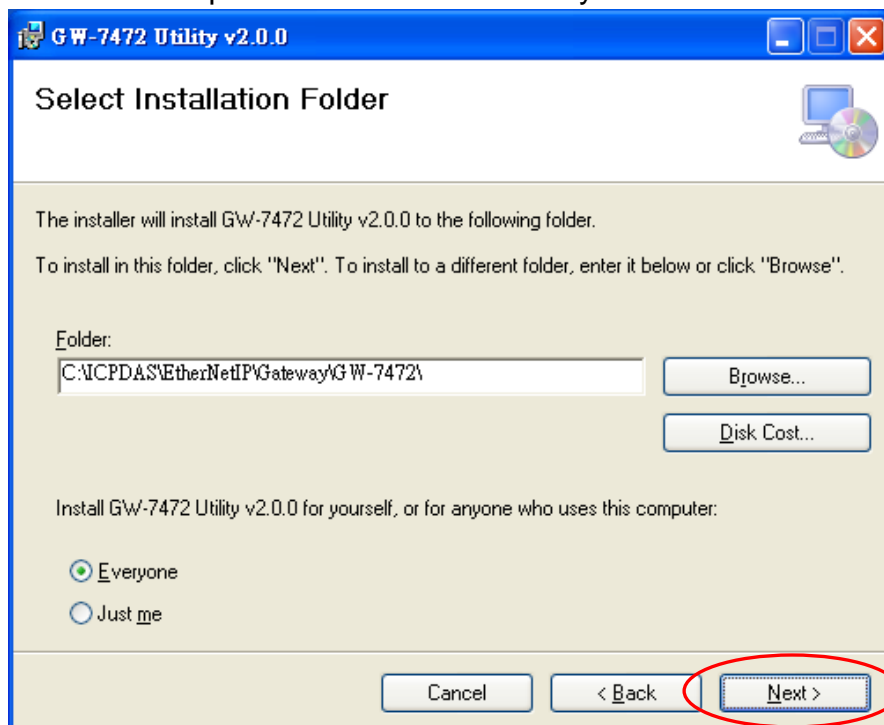 GW-7472 Utility v2.0.0
Select Installation Folder
The installer will install GW-7472 Utility v2.0.0 to the following folder.
To install in this folder, click "Next". To install to a different folder, enter it below or click "Browse".
Folder:
C:\ICPDAS\EtherNetIP\Gateway\GW-7472\
Browse...
Disk Cost...
Install GW-7472 Utility v2.0.0 for yourself, or for anyone who uses this computer:
Everyone
Just me
Cancel
< Back
Next >